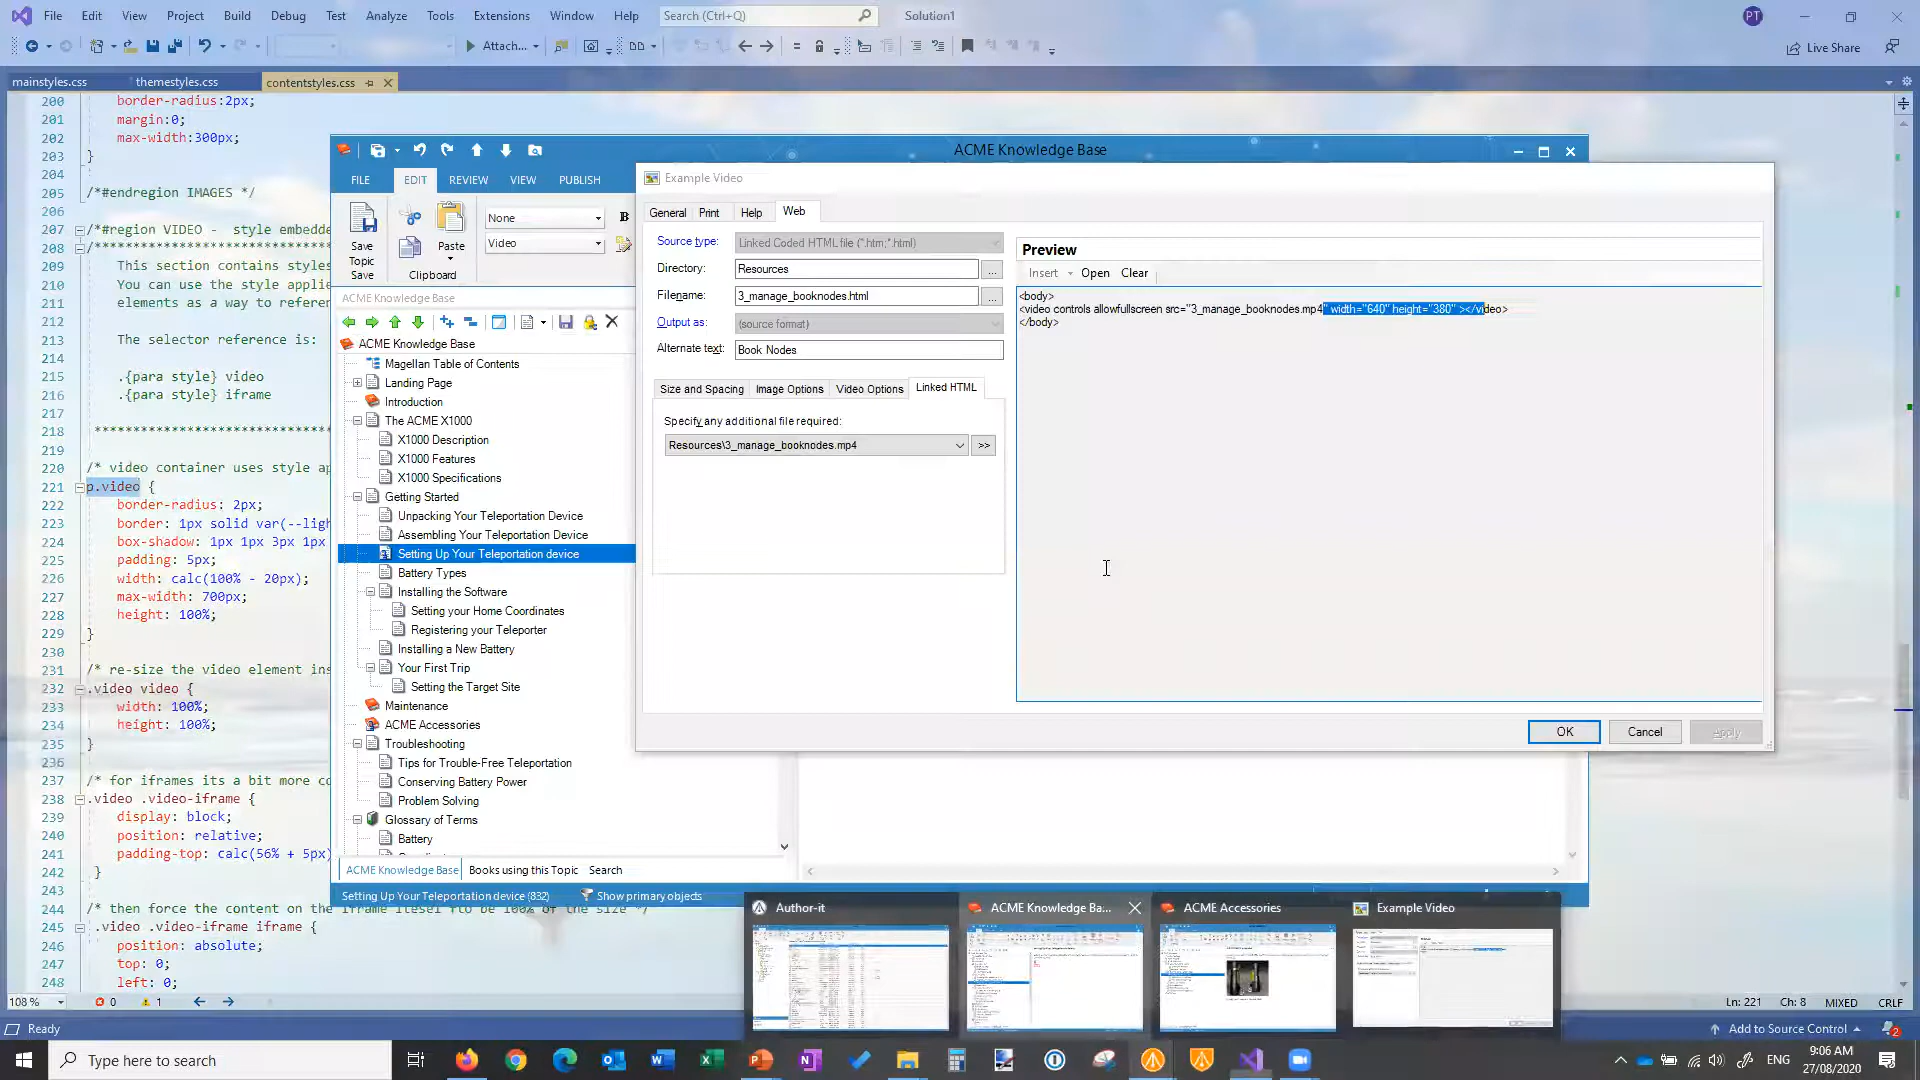 File Edit View Project Build Debug Test Analyze Tools Extensions Window Help Search (Ctrl+Q) Solution1 PT
Attach... Live Share
mainstyles.css themestyles.css contentstyles.css
200 border-radius:2px;
201 margin:0;
202 max-width:300px;
203 }
204
205 /*#endregion IMAGES */
206
207 /*#region VIDEO - style embedde
208 /*******************************
209 This section contains styles
210 You can use the style applie
211 elements as a way to refere
212
213 The selector reference is:
214
215 .{para style} video
216 .{para style} iframe
217
218 *******************************
219
220 /* video container uses style ap
221 p.video {
222 border-radius: 2px;
223 border: 1px solid var(--ligh
224 box-shadow: 1px 1px 3px 1px
225 padding: 5px;
226 width: calc(100% - 20px);
227 max-width: 700px;
228 height: 100%;
229 }
230
231 /* re-size the video element ins
232 .video video {
233 width: 100%;
234 height: 100%;
235 }
236
237 /* for iframes its a bit more co
238 .video .video-iframe {
239 display: block;
240 position: relative;
241 padding-top: calc(56% + 5px)
242 }
243
244 /* then force the content on the iframe itself
245 .video .video-iframe iframe {
246 position: absolute;
247 top: 0;
248 left: 0;
108 % 0 1 Ln: 221 Ch: 8 MIXED CRLF
Ready Add to Source Control 2
ACME Knowledge Base
FILE EDIT REVIEW VIEW PUBLISH
Save Topic
Save
Paste
Clipboard
None
Video
B
ACME Knowledge Base
ACME Knowledge Base
Magellan Table of Contents
Landing Page
Introduction
The ACME X1000
X1000 Description
X1000 Features
X1000 Specifications
Getting Started
Unpacking Your Teleportation Device
Assembling Your Teleportation Device
Setting Up Your Teleportation device
Battery Types
Installing the Software
Setting your Home Coordinates
Registering your Teleporter
Installing a New Battery
Your First Trip
Setting the Target Site
Maintenance
ACME Accessories
Troubleshooting
Tips for Trouble-Free Teleportation
Conserving Battery Power
Problem Solving
Glossary of Terms
Battery
ACME Knowledge Base Books using this Topic Search
Setting Up Your Teleportation device (832) Show primary objects
Example Video
General Print Help Web
Source type: Linked Coded HTML file (*.htm;*.html)
Directory: Resources ...
Filename: 3_manage_booknodes.html ...
Output as: (source format)
Alternate text: Book Nodes
Size and Spacing Image Options Video Options Linked HTML
Specify any additional file required:
Resources\3_manage_booknodes.mp4 >>
Preview
Insert Open Clear
<body>
<video controls allowfullscreen src="3_manage_booknodes.mp4" width="640" height="380" ></video>
</body>
OK Cancel Apply
Author-it ACME Knowledge Ba... ACME Accessories Example Video
Type here to search ENG 9:06 AM
27/08/2020